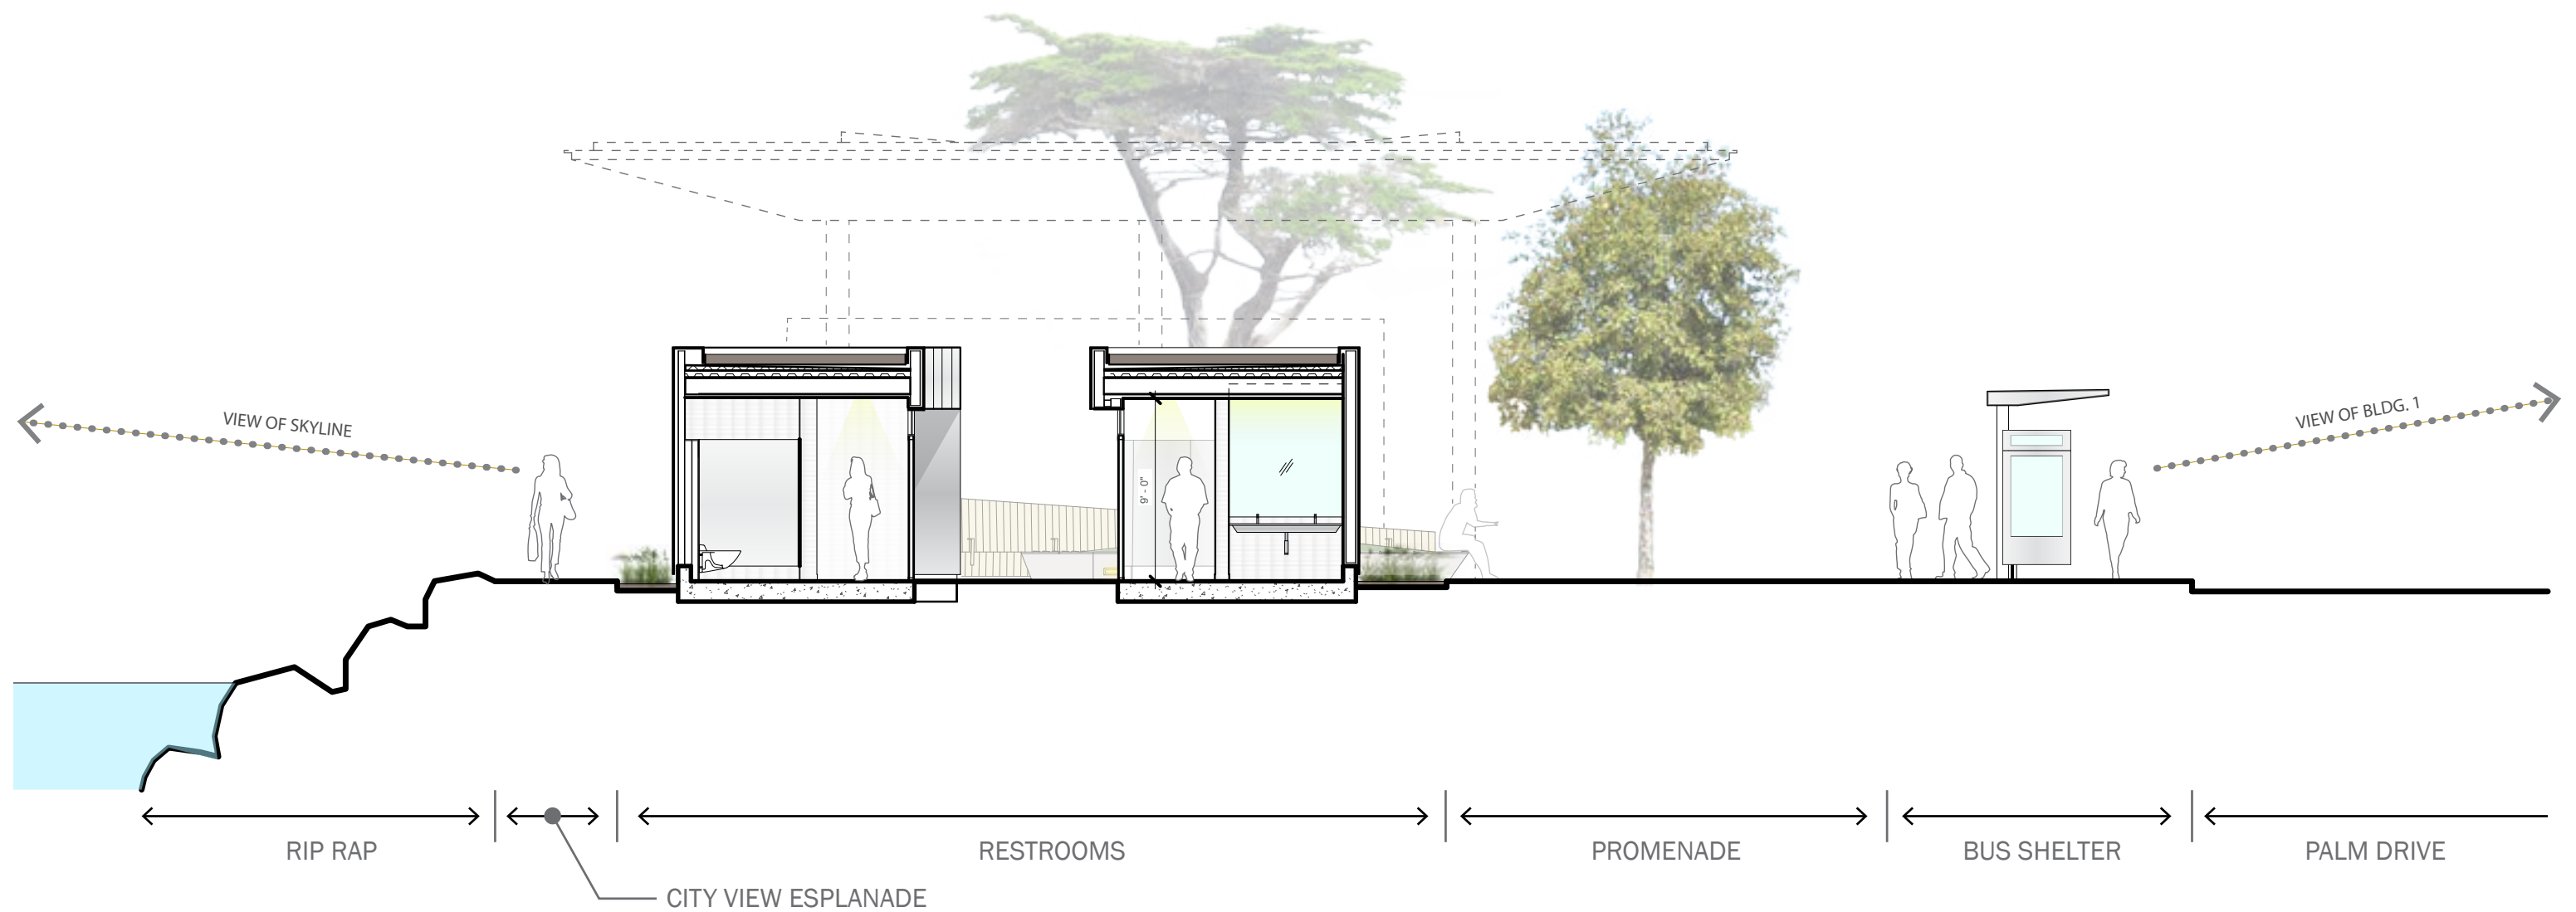 VIEW OF SKYLINE
VIEW OF BLDG. 1
9' - 0"
RIP RAP
RESTROOMS
PROMENADE
BUS SHELTER
PALM DRIVE
CITY VIEW ESPLANADE